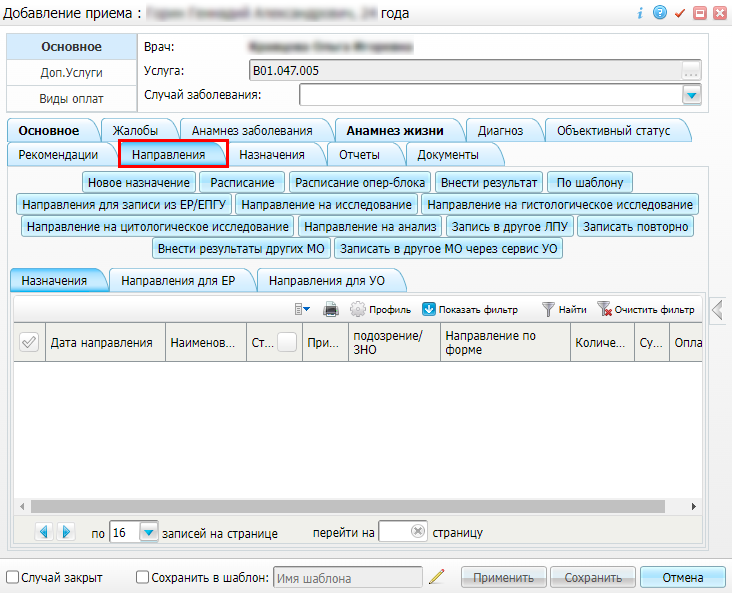 Добавление приема : года
Основное
Доп.Услуги
Виды оплат
Врач:
Услуга: B01.047.005 ...
Случай заболевания:
Основное Жалобы Анамнез заболевания Анамнез жизни Диагноз Объективный статус
Рекомендации Направления Назначения Отчеты Документы
Новое назначение Расписание Расписание опер-блока Внести результат По шаблону
Направления для записи из ЕР/ЕПГУ Направление на исследование Направление на гистологическое исследование
Направление на цитологическое исследование Направление на анализ Запись в другое ЛПУ Записать повторно
Внести результаты других МО Записать в другое МО через сервис УО
Назначения Направления для ЕР Направления для УО
Профиль Показать фильтр Найти Очистить фильтр
Дата направления Наименов... Ст... При... подозрение/ЗНО Направление по форме Количе... Су... Опла
по 16 записей на странице перейти на страницу
Случай закрыт Сохранить в шаблон: Имя шаблона Применить Сохранить Отмена